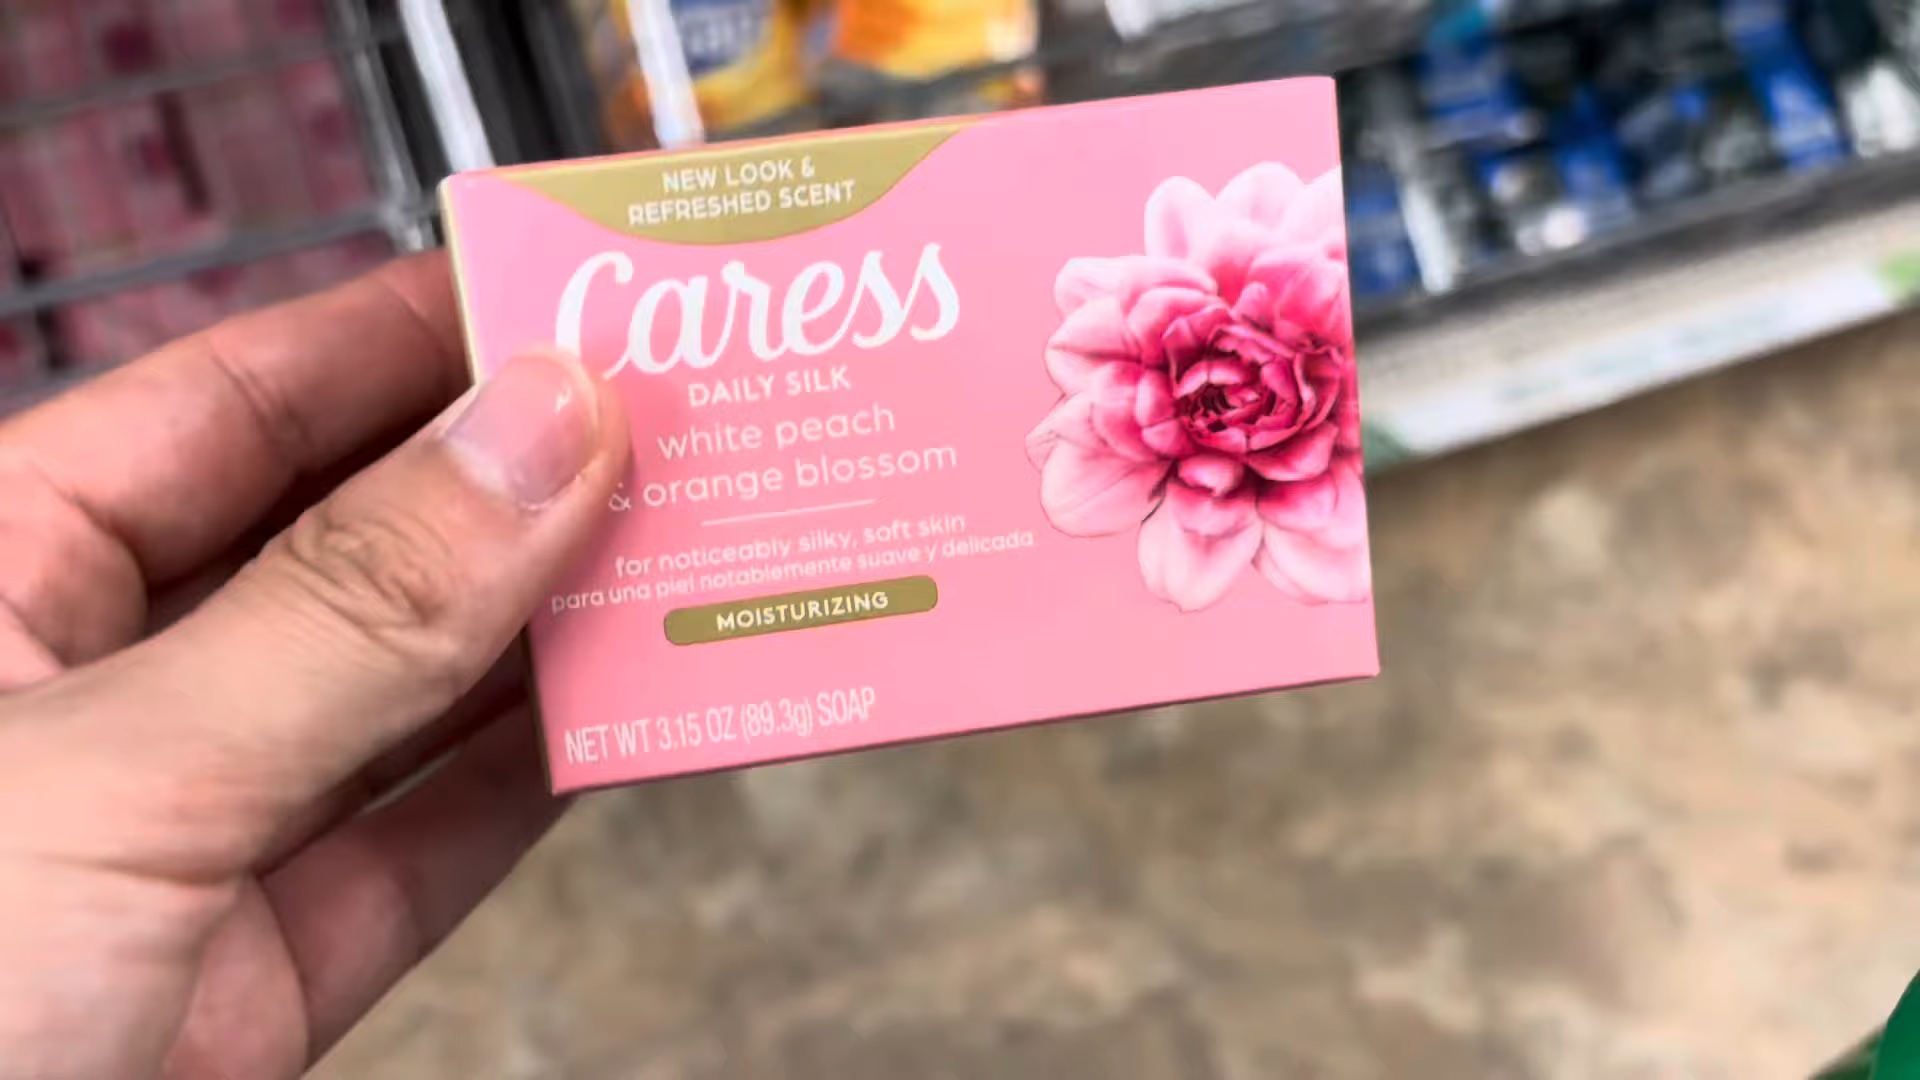 NEW LOOK &
REFRESHED SCENT
Caress
DAILY SILK
white peach
& orange blossom
for noticeably silky, soft skin
para una piel notablemente suave y delicada
MOISTURIZING
NET WT 3.15 OZ (89.3g) SOAP